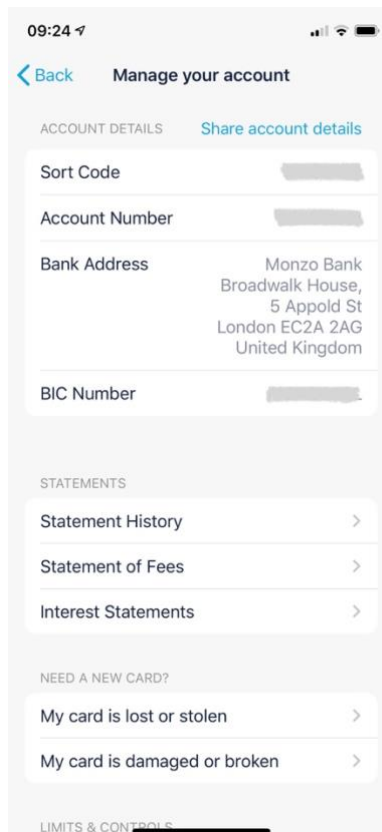 09:24
Back Manage your account
ACCOUNT DETAILS Share account details
Sort Code
Account Number
Bank Address Monzo Bank
Broadwalk House,
5 Appold St
London EC2A 2AG
United Kingdom
BIC Number
STATEMENTS
Statement History
Statement of Fees
Interest Statements
NEED A NEW CARD?
My card is lost or stolen
My card is damaged or broken
LIMITS & CONTROLS